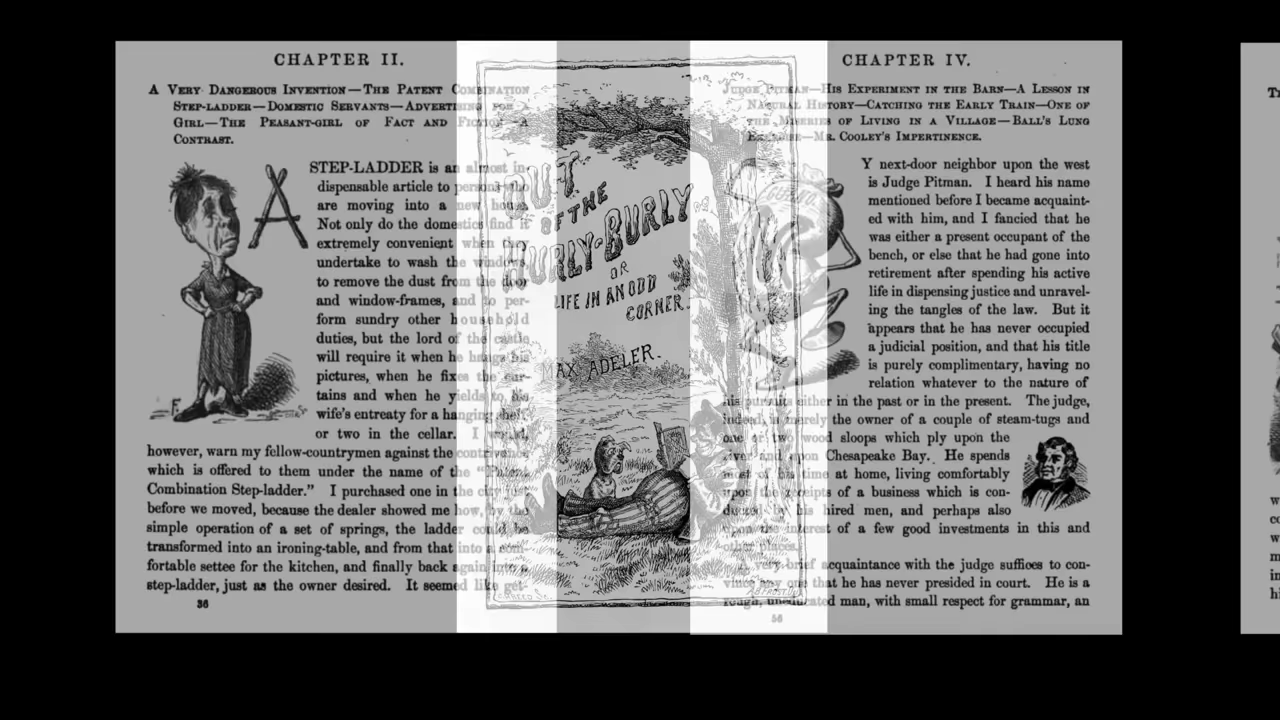 CHAPTER II.
A VERY DANGEROUS INVENTION—THE PATENT COMBINATION
STEP-LADDER—DOMESTIC SERVANTS—ADVERTISING FOR A
GIRL—THE PEASANT-GIRL OF FACT AND FICTION—A
CONTRAST.
A STEP-LADDER is an almost in-
dispensable article to persons who
are moving into a new house.
Not only do the domestics find it
extremely convenient when they
undertake to wash the windows,
to remove the dust from the door
and window-frames, and to per-
form sundry other household
duties, but the lord of the castle
will require it when he hangs his
pictures, when he fixes the cur-
tains and when he yields to his
wife's entreaty for a hanging shelf
or two in the cellar. I would,
however, warn my fellow-countrymen against the contrivance
which is offered to them under the name of the "Patent
Combination Step-ladder." I purchased one in the city just
before we moved, because the dealer showed me how, by the
simple operation of a set of springs, the ladder could be
transformed into an ironing-table, and from that into a com-
fortable settee for the kitchen, and finally back again into a
step-ladder, just as the owner desired. It seemed like get-
36
OUT
OF THE
HURLY-BURLY
OR
LIFE IN AN ODD
CORNER.
MAX ADELER.
CHAPTER IV.
JUDGE PITMAN—HIS EXPERIMENT IN THE BARN—A LESSON IN
NATURAL HISTORY—CATCHING THE EARLY TRAIN—ONE OF
THE MISERIES OF LIVING IN A VILLAGE—BALL'S LUNG
EXERCISE—MR. COOLEY'S IMPERTINENCE.
Y next-door neighbor upon the west
is Judge Pitman. I heard his name
mentioned before I became acquaint-
ed with him, and I fancied that he
was either a present occupant of the
bench, or else that he had gone into
retirement after spending his active
life in dispensing justice and unravel-
ing the tangles of the law. But it
appears that he has never occupied
a judicial position, and that his title
is purely complimentary, having no
relation whatever to the nature of
his pursuits either in the past or in the present. The judge,
indeed, is merely the owner of a couple of steam-tugs and
one or two wood sloops which ply upon the
river and upon Chesapeake Bay. He spends
most of his time at home, living comfortably
upon the receipts of a business which is con-
ducted by his hired men, and perhaps also
upon the interest of a few good investments in this and
other places.
A very brief acquaintance with the judge suffices to con-
vince any one that he has never presided in court. He is a
rough, uneducated man, with small respect for grammar, an
56